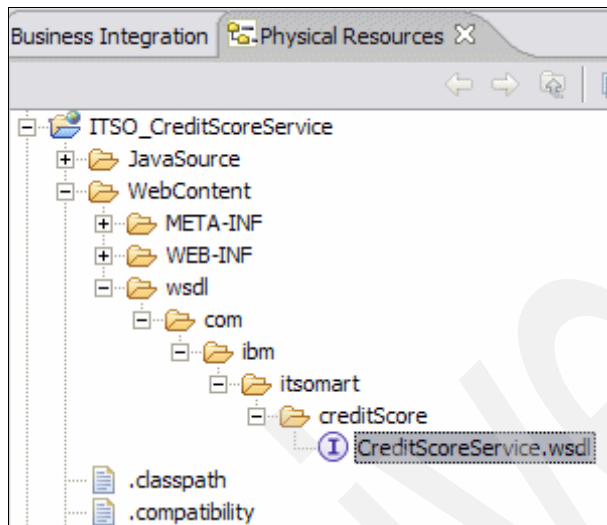 Business Integration Physical Resources
ITSO_CreditScoreService
JavaSource
WebContent
META-INF
WEB-INF
wsdl
com
ibm
itsomart
creditScore
CreditScoreService.wsdl
.classpath
.compatibility